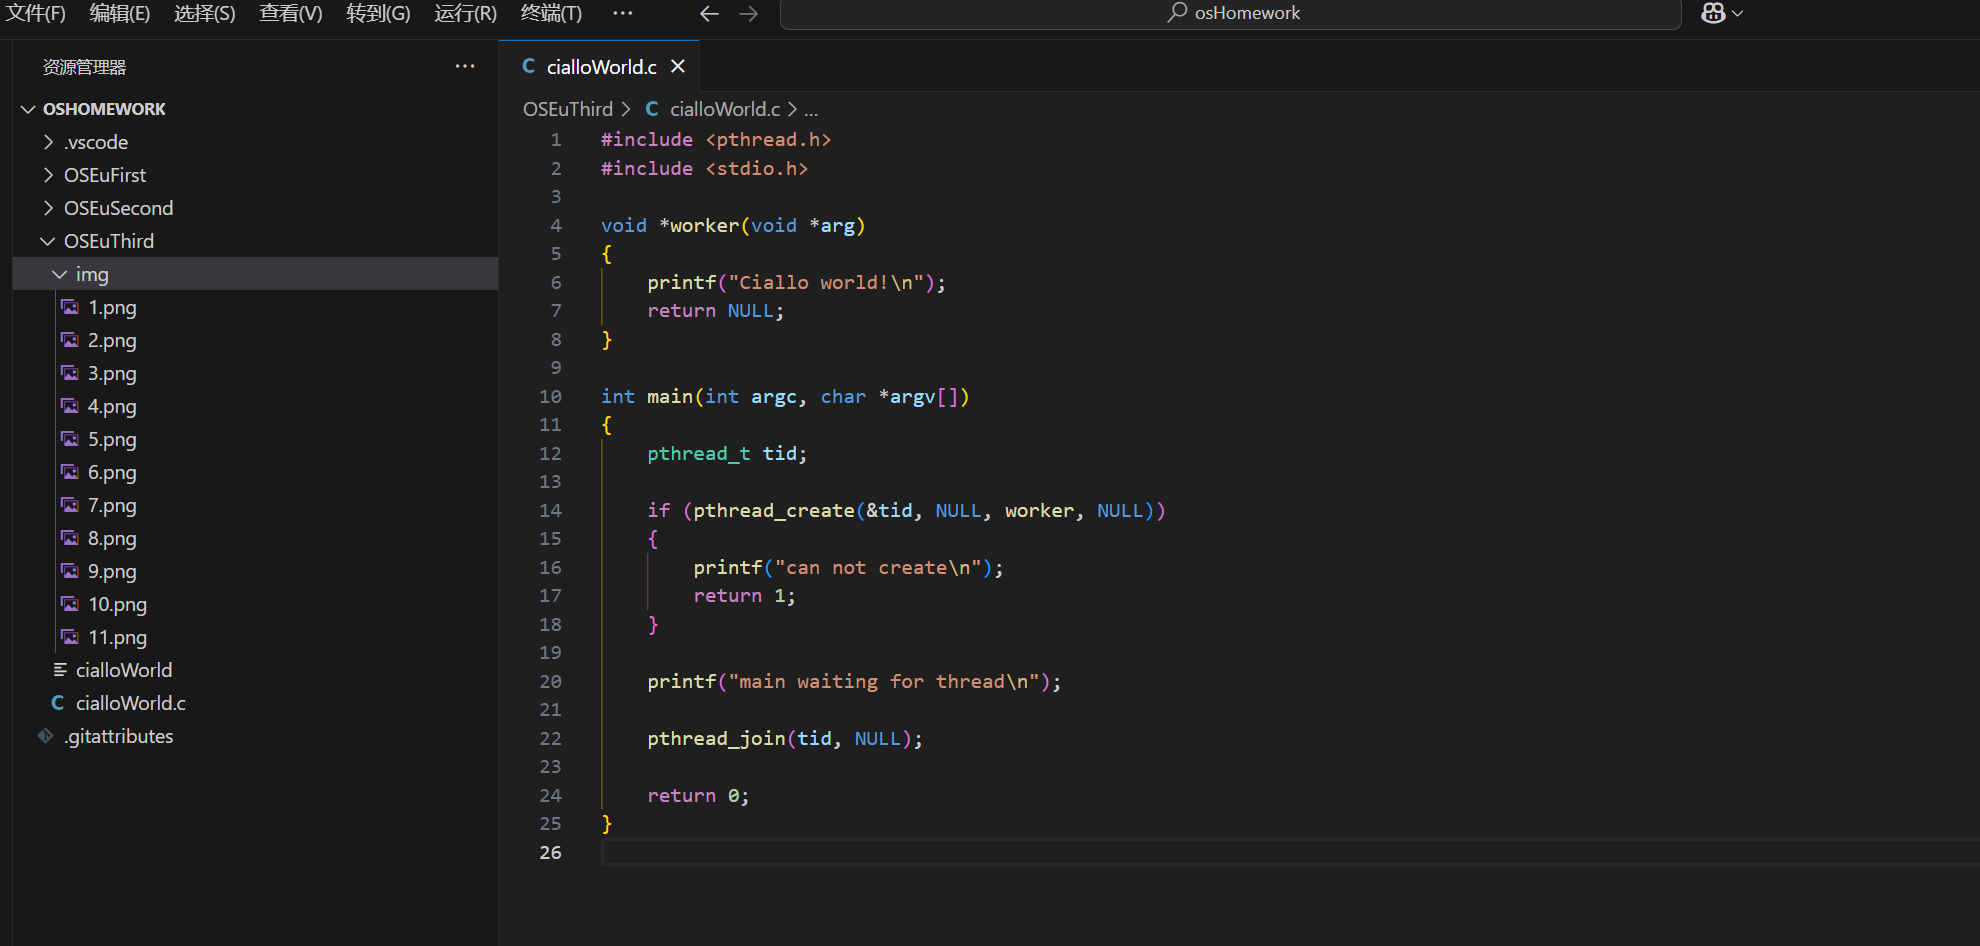 文件(F) 编辑(E) 选择(S) 查看(V) 转到(G) 运行(R) 终端(T) ··· osHomework
资源管理器 ···
OSHOMEWORK
.vscode
OSEuFirst
OSEuSecond
OSEuThird
img
1.png
2.png
3.png
4.png
5.png
6.png
7.png
8.png
9.png
10.png
11.png
cialloWorld
C cialloWorld.c
.gitattributes
C cialloWorld.c
OSEuThird > C cialloWorld.c > ...
1 #include <pthread.h>
2 #include <stdio.h>
3
4 void *worker(void *arg)
5 {
6 printf("Ciallo world!\n");
7 return NULL;
8 }
9
10 int main(int argc, char *argv[])
11 {
12 pthread_t tid;
13
14 if (pthread_create(&tid, NULL, worker, NULL))
15 {
16 printf("can not create\n");
17 return 1;
18 }
19
20 printf("main waiting for thread\n");
21
22 pthread_join(tid, NULL);
23
24 return 0;
25 }
26